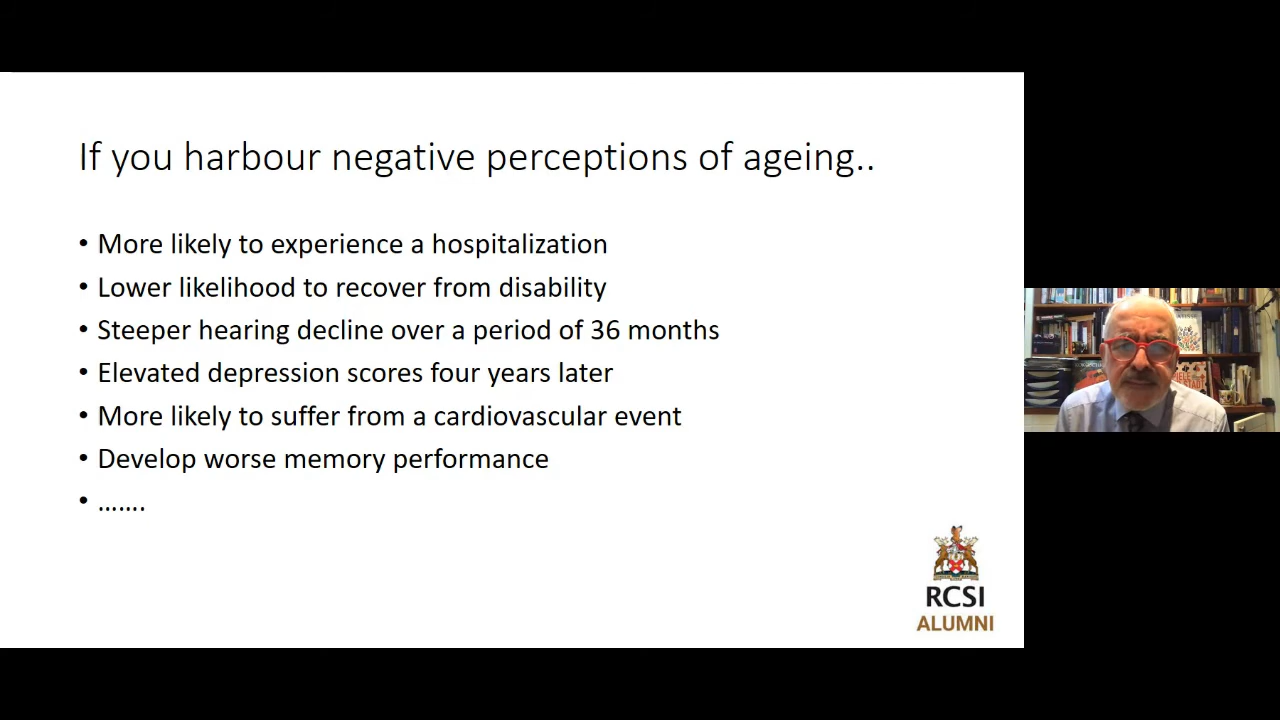 If you harbour negative perceptions of ageing..
• More likely to experience a hospitalization
• Lower likelihood to recover from disability
• Steeper hearing decline over a period of 36 months
• Elevated depression scores four years later
• More likely to suffer from a cardiovascular event
• Develop worse memory performance
• .......
RCSI
ALUMNI